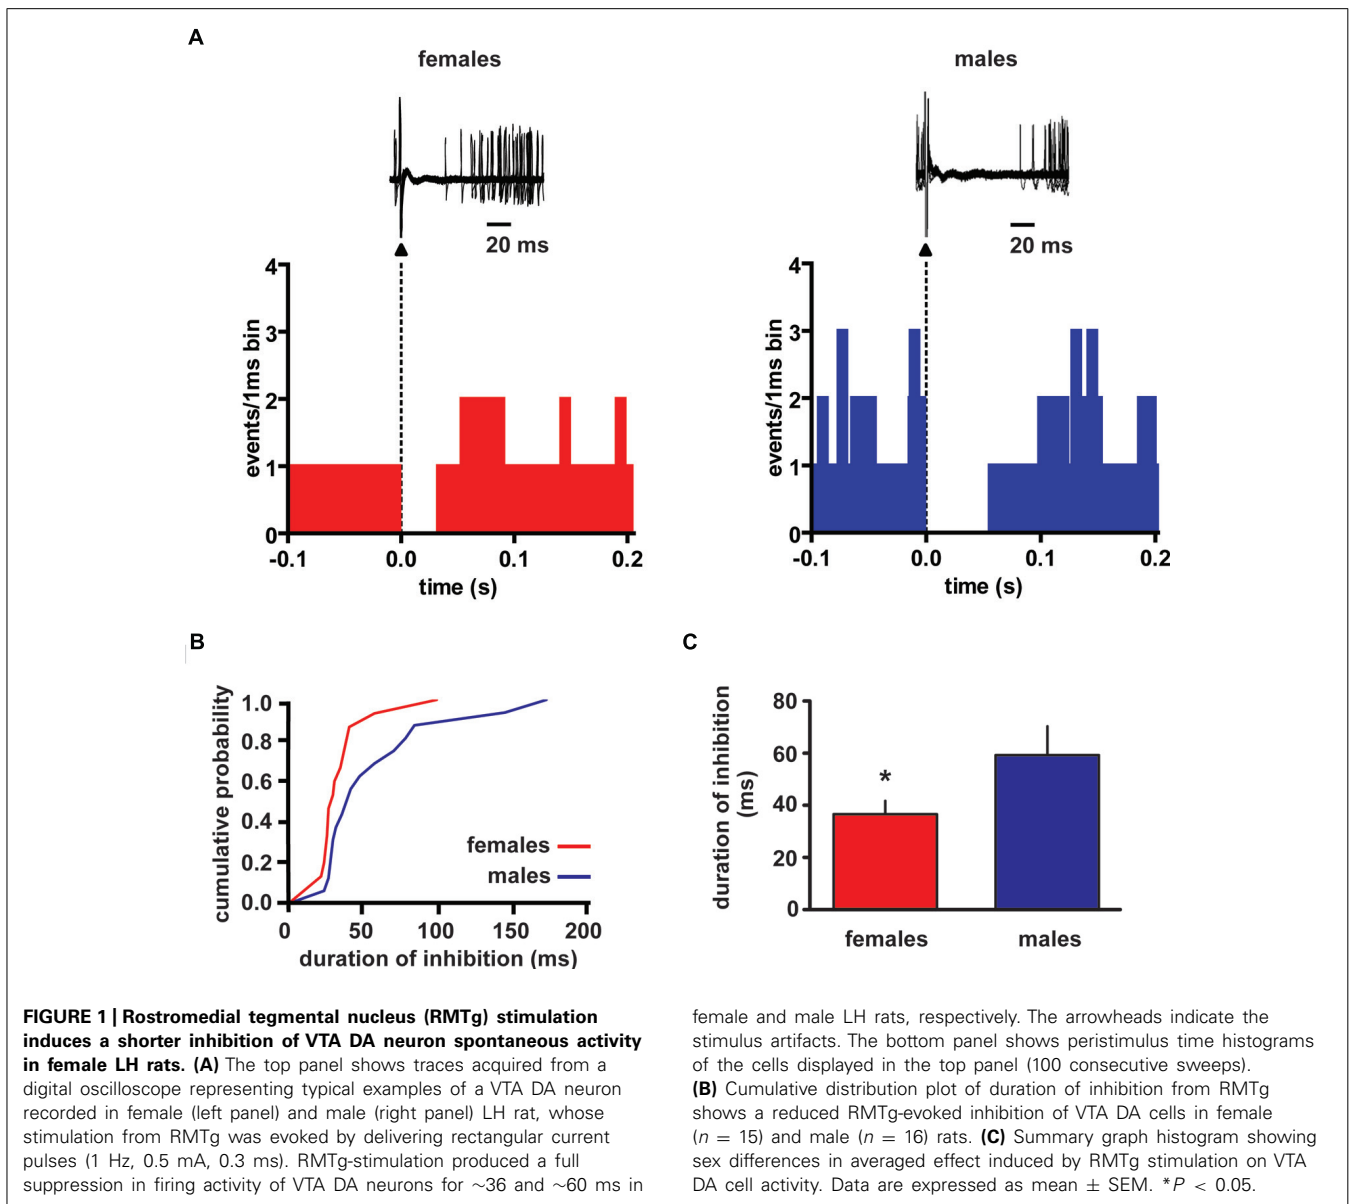 A
females
males
20 ms
20 ms
4
3
2
1
0
events/1ms bin
-0.1
0.0
0.1
0.2
time (s)
4
3
2
1
0
events/1ms bin
-0.1
0.0
0.1
0.2
time (s)
B
1.0
0.8
0.6
0.4
0.2
0.0
cumulative probability
females
males
0
50
100
150
200
duration of inhibition (ms)
C
80
60
40
20
0
duration of inhibition
(ms)
*
females
males
FIGURE 1 | Rostromedial tegmental nucleus (RMTg) stimulation
induces a shorter inhibition of VTA DA neuron spontaneous activity
in female LH rats. (A) The top panel shows traces acquired from a
digital oscilloscope representing typical examples of a VTA DA neuron
recorded in female (left panel) and male (right panel) LH rat, whose
stimulation from RMTg was evoked by delivering rectangular current
pulses (1 Hz, 0.5 mA, 0.3 ms). RMTg-stimulation produced a full
suppression in firing activity of VTA DA neurons for ~36 and ~60 ms in
female and male LH rats, respectively. The arrowheads indicate the
stimulus artifacts. The bottom panel shows peristimulus time histograms
of the cells displayed in the top panel (100 consecutive sweeps).
(B) Cumulative distribution plot of duration of inhibition from RMTg
shows a reduced RMTg-evoked inhibition of VTA DA cells in female
(n = 15) and male (n = 16) rats. (C) Summary graph histogram showing
sex differences in averaged effect induced by RMTg stimulation on VTA
DA cell activity. Data are expressed as mean ± SEM. *P < 0.05.